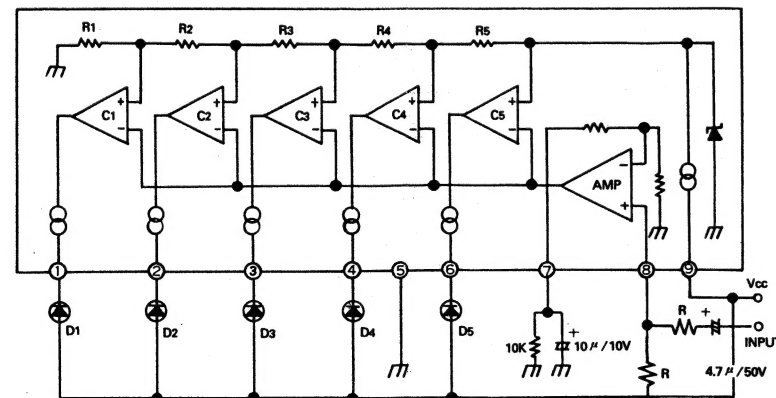 R1 R2 R3 R4 R5
C1 C2 C3 C4 C5
+ + + + +
− − − − −
AMP
−
+
① ② ③ ④ ⑤ ⑥ ⑦ ⑧ ⑨
Vcc
D1 D2 D3 D4 D5
10K
+
10μ/10V
R
+
INPUT
R
4.7μ/50V